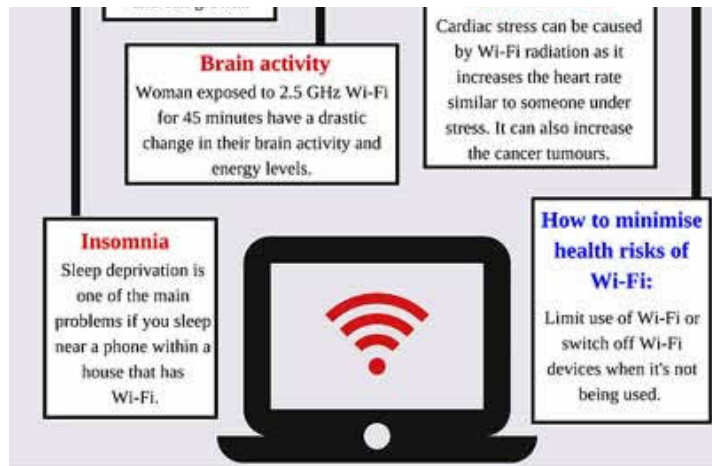 Brain activity
Woman exposed to 2.5 GHz Wi-Fi
for 45 minutes have a drastic
change in their brain activity and
energy levels.
Cardiac stress can be caused
by Wi-Fi radiation as it
increases the heart rate
similar to someone under
stress. It can also increase
the cancer tumours.
Insomnia
Sleep deprivation is
one of the main
problems if you sleep
near a phone within a
house that has
Wi-Fi.
How to minimise
health risks of
Wi-Fi:
Limit use of Wi-Fi or
switch off Wi-Fi
devices when it's not
being used.